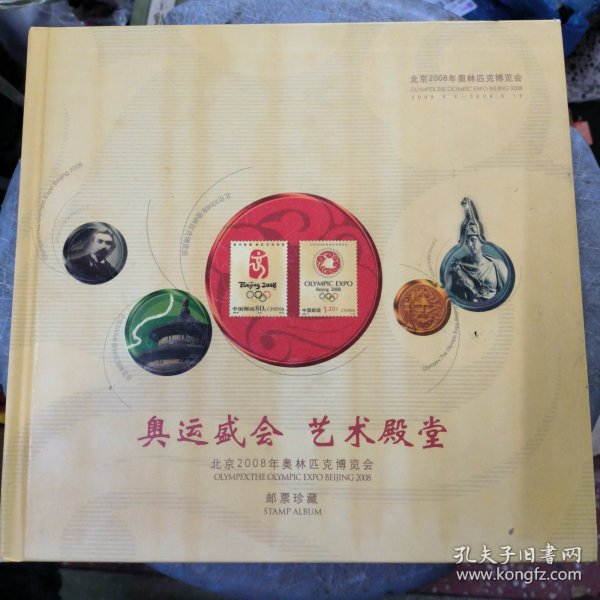 北京2008年奥林匹克博览会
OLYMPEXTHE OLYMPIC EXPO BEIJING 2008
Beijing 2008
中国邮政 80分 CHINA
OLYMPIC EXPO
Beijing 2008
中国邮政 1.20元 CHINA
奥运盛会 艺术殿堂
北京2008年奥林匹克博览会
OLYMPEXTHE OLYMPIC EXPO BEIJING 2008
邮票珍藏
STAMP ALBUM
孔夫子旧书网
www.kongfz.com